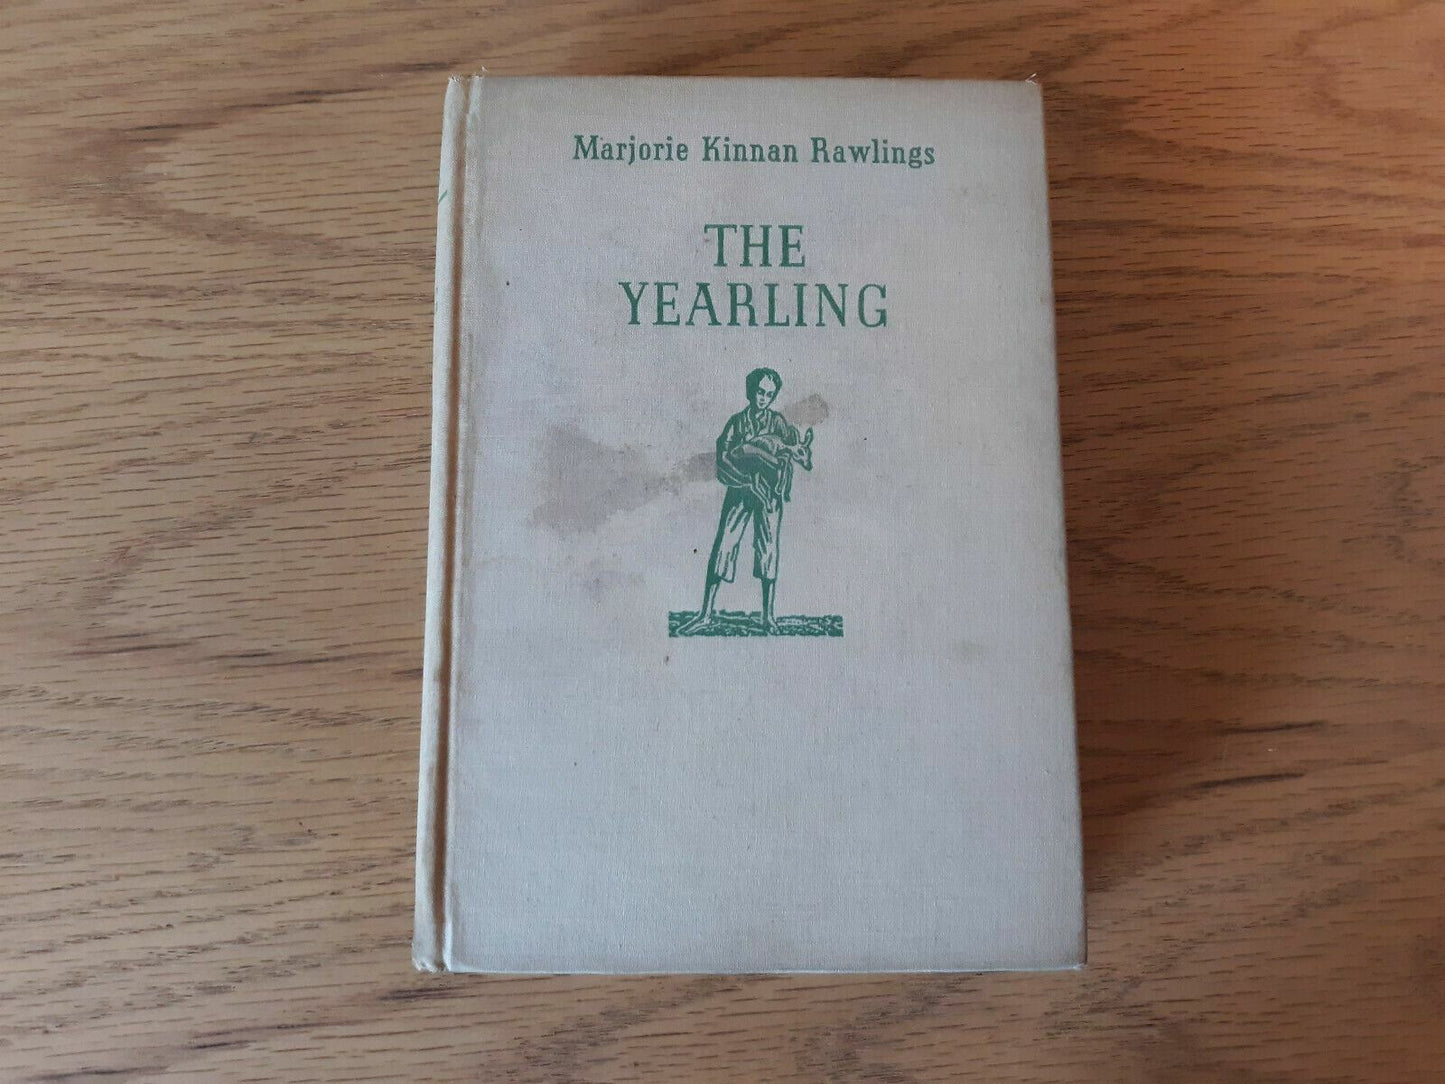 Marjorie Kinnan Rawlings
THE
YEARLING